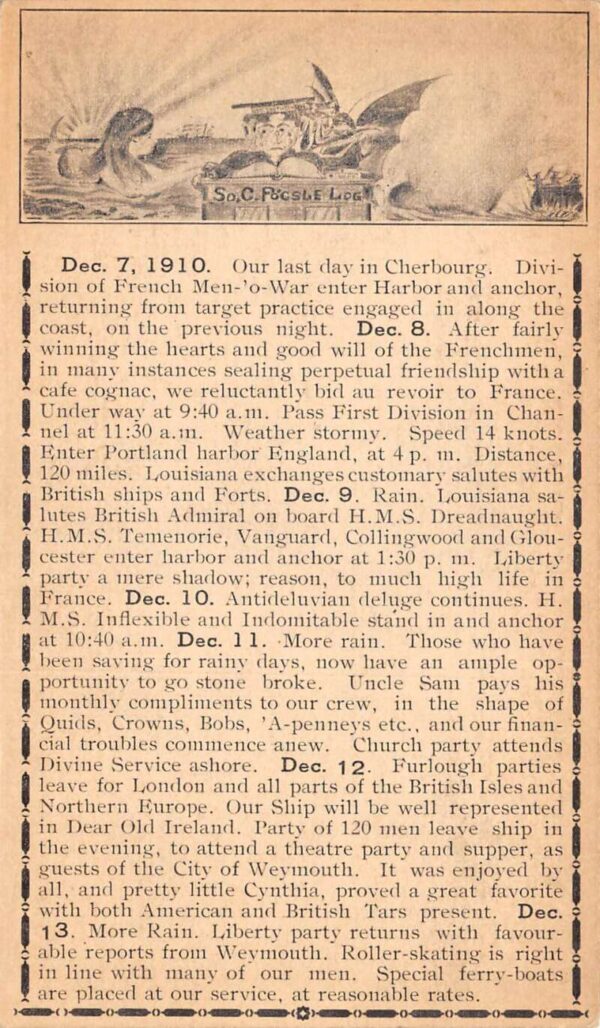 So. C. Fo'csle Log
Dec. 7, 1910. Our last day in Cherbourg. Divi-
sion of French Men-'o-War enter Harbor and anchor,
returning from target practice engaged in along the
coast, on the previous night. Dec. 8. After fairly
winning the hearts and good will of the Frenchmen,
in many instances sealing perpetual friendship with a
cafe cognac, we reluctantly bid au revoir to France.
Under way at 9:40 a.m. Pass First Division in Chan-
nel at 11:30 a.m. Weather stormy. Speed 14 knots.
Enter Portland harbor England, at 4 p. m. Distance,
120 miles. Louisiana exchanges customary salutes with
British ships and Forts. Dec. 9. Rain. Louisiana sa-
lutes British Admiral on board H.M.S. Dreadnaught.
H.M.S. Temenorie, Vanguard, Collingwood and Glou-
cester enter harbor and anchor at 1:30 p. m. Liberty
party a mere shadow; reason, to much high life in
France. Dec. 10. Antideluvian deluge continues. H.
M.S. Inflexible and Indomitable stand in and anchor
at 10:40 a.m. Dec. 11. More rain. Those who have
been saving for rainy days, now have an ample op-
portunity to go stone broke. Uncle Sam pays his
monthly compliments to our crew, in the shape of
Quids, Crowns, Bobs, 'A-penneys etc., and our finan-
cial troubles commence anew. Church party attends
Divine Service ashore. Dec. 12. Furlough parties
leave for London and all parts of the British Isles and
Northern Europe. Our Ship will be well represented
in Dear Old Ireland. Party of 120 men leave ship in
the evening, to attend a theatre party and supper, as
guests of the City of Weymouth. It was enjoyed by
all, and pretty little Cynthia, proved a great favorite
with both American and British Tars present. Dec.
13. More Rain. Liberty party returns with favour-
able reports from Weymouth. Roller-skating is right
in line with many of our men. Special ferry-boats
are placed at our service, at reasonable rates.